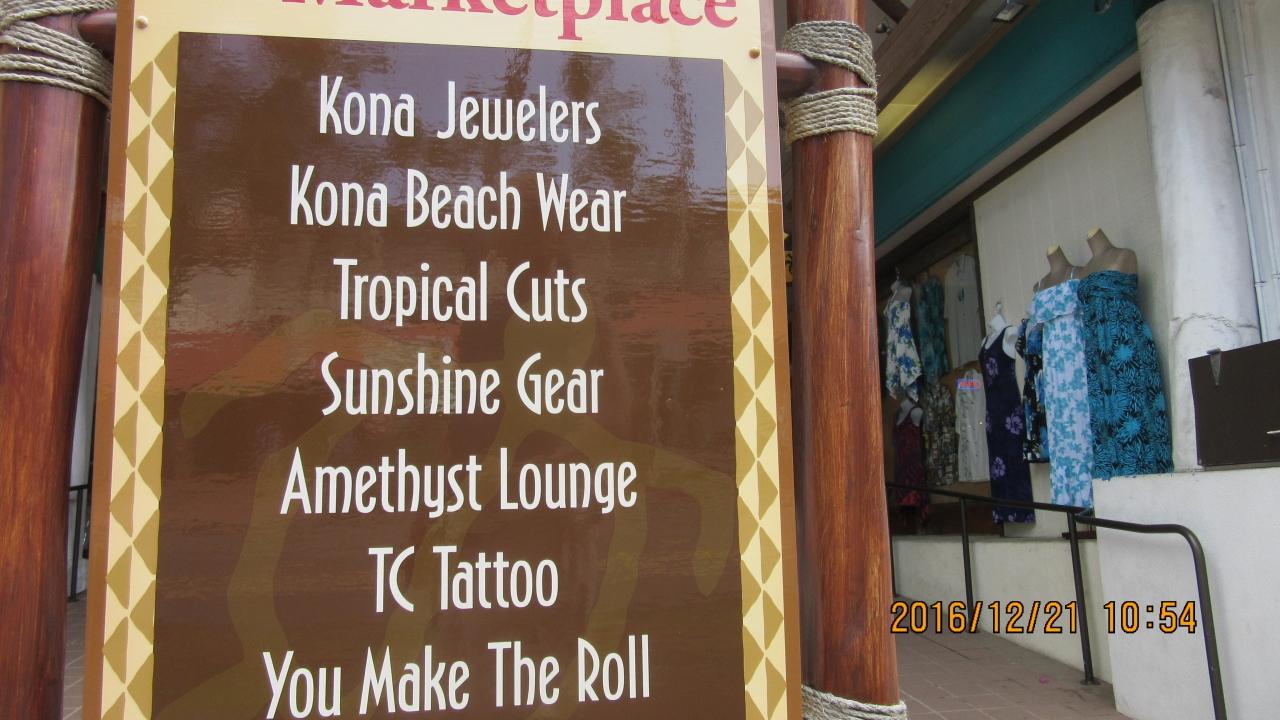 Marketplace
Kona Jewelers
Kona Beach Wear
Tropical Cuts
Sunshine Gear
Amethyst Lounge
TC Tattoo
You Make The Roll
2016/12/21 10:54